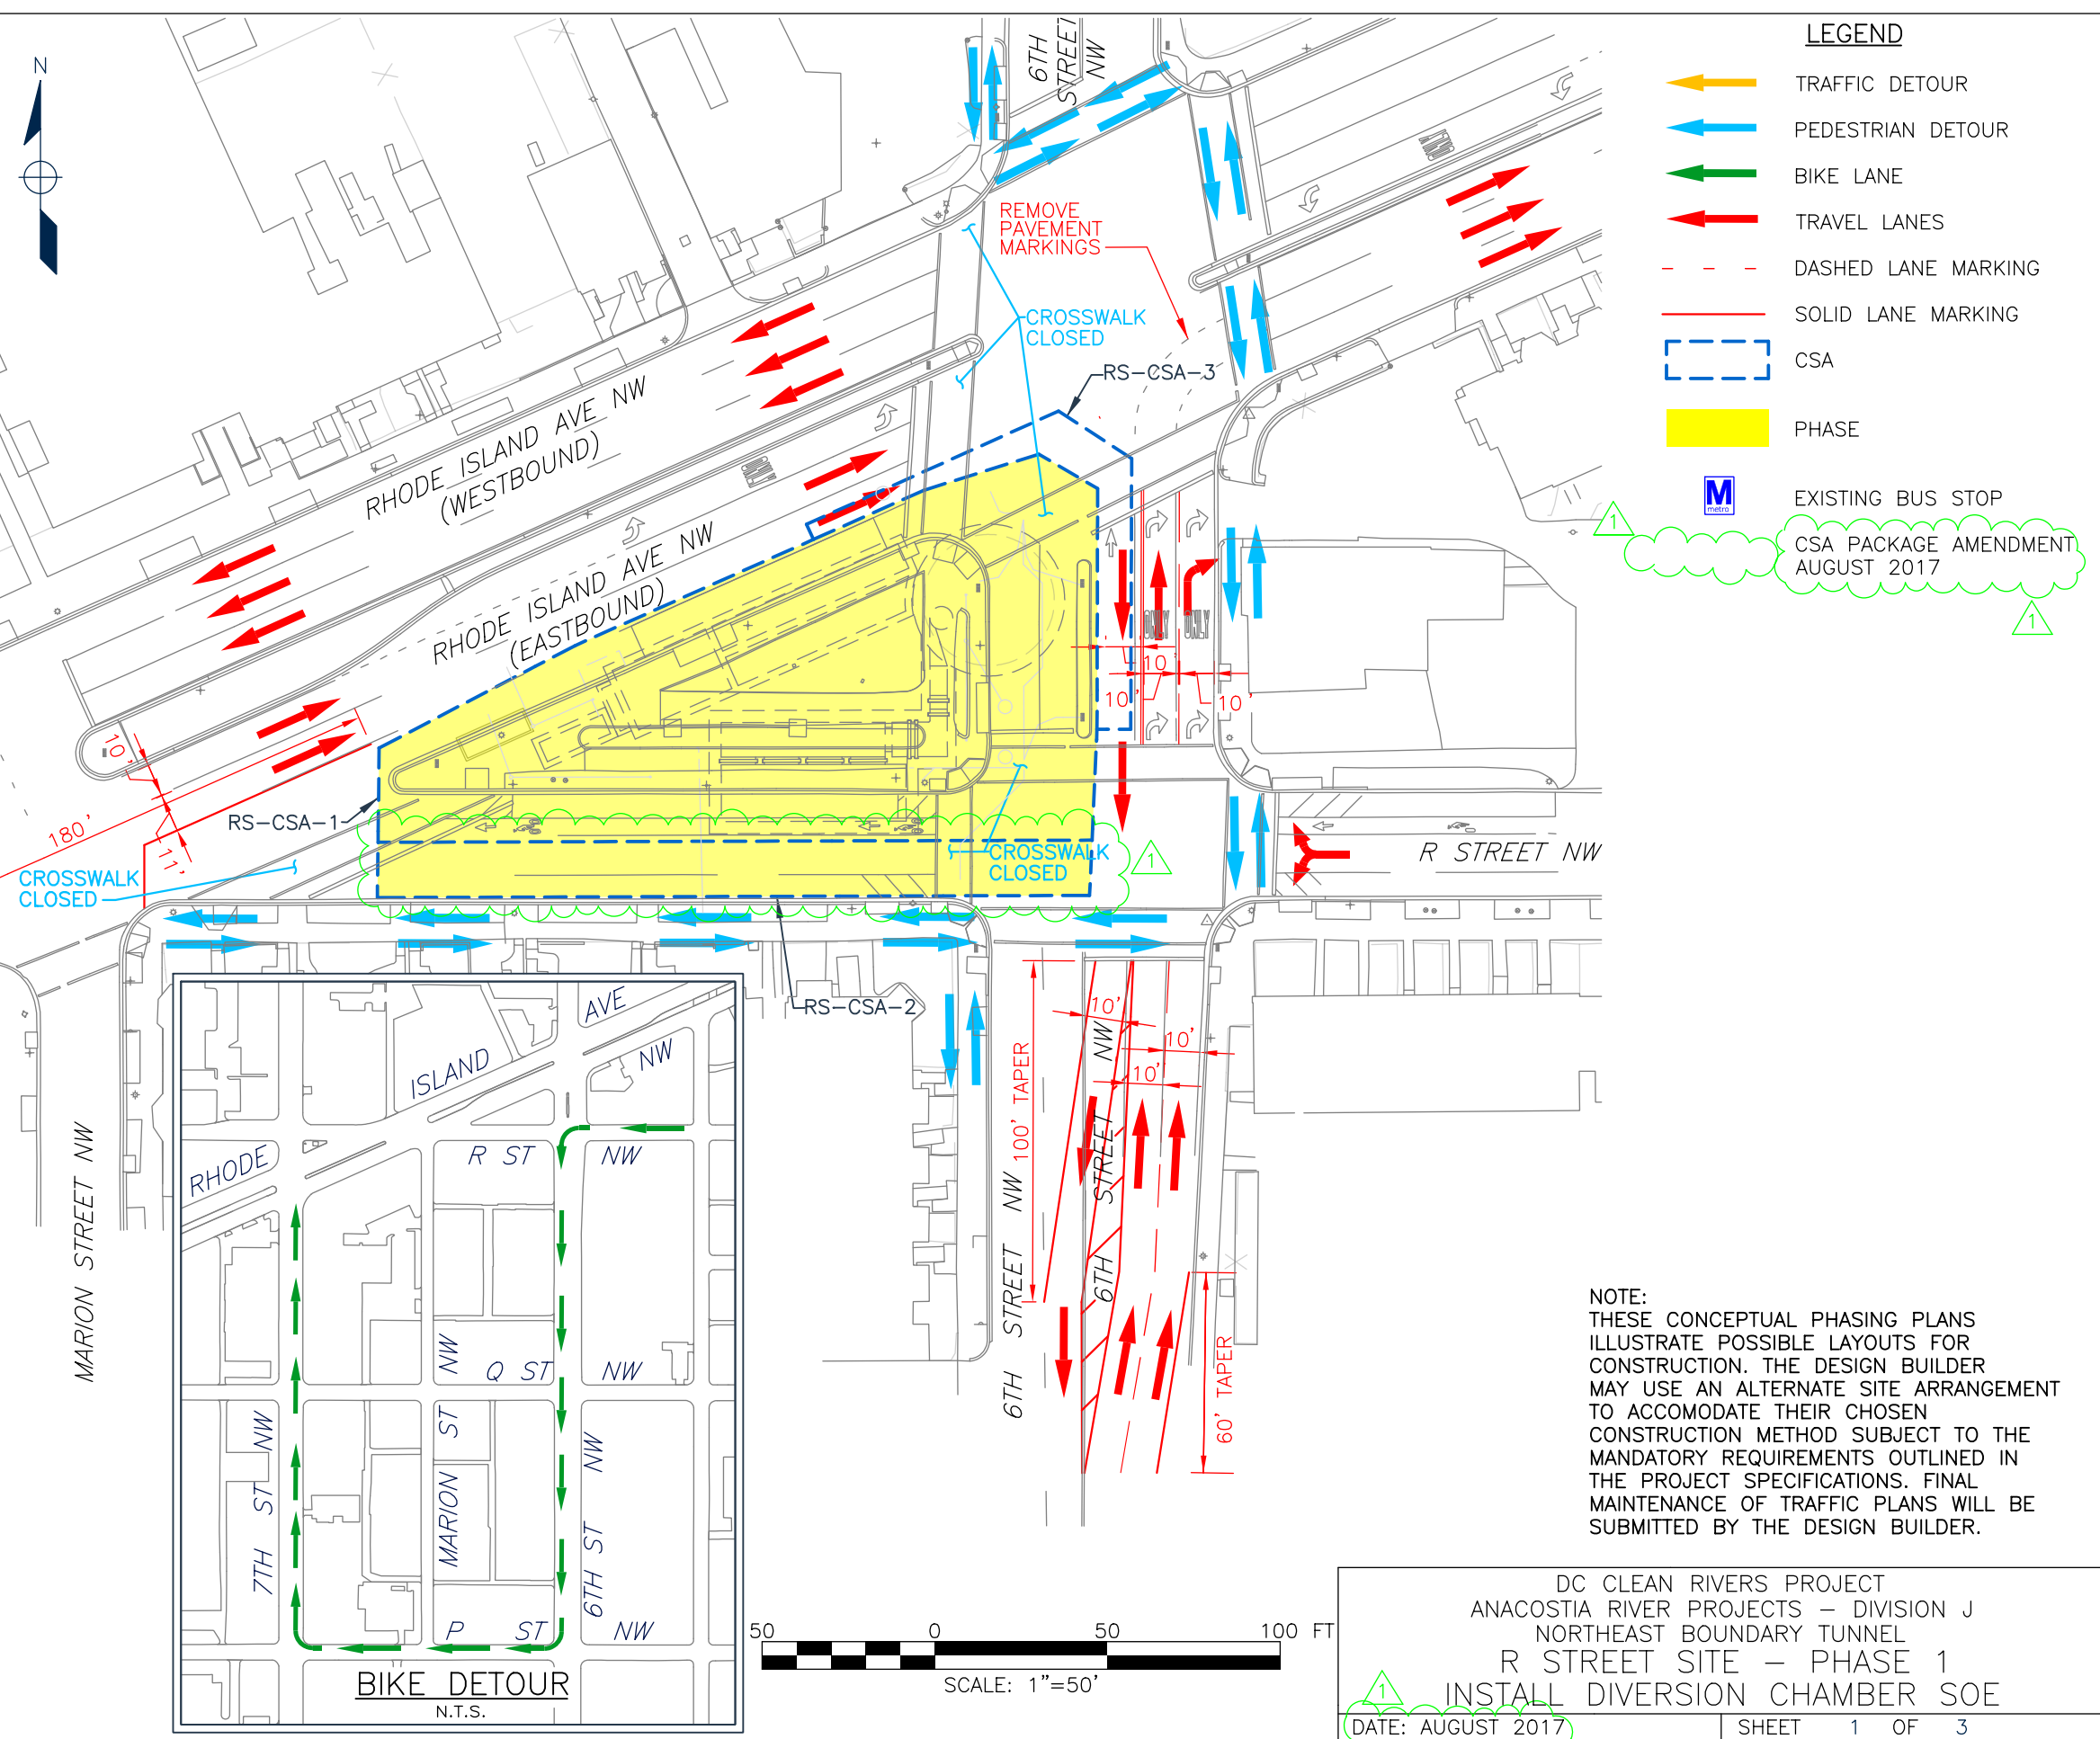 N
6TH
STREET
NW
REMOVE
PAVEMENT
MARKINGS
CROSSWALK
CLOSED
RS-CSA-3
RHODE ISLAND AVE NW
(WESTBOUND)
RHODE ISLAND AVE NW
(EASTBOUND)
ONLY
ONLY
10'
10'
10'
10'
11'
180'
RS-CSA-1
CROSSWALK
CLOSED
CROSSWALK
CLOSED
1
R STREET NW
RS-CSA-2
MARION STREET NW
6TH STREET NW
6TH STREET NW
100' TAPER
10'
10'
10'
60' TAPER
LEGEND
TRAFFIC DETOUR
PEDESTRIAN DETOUR
BIKE LANE
TRAVEL LANES
DASHED LANE MARKING
SOLID LANE MARKING
CSA
PHASE
M
metro
EXISTING BUS STOP
1
CSA PACKAGE AMENDMENT
AUGUST 2017
1
RHODE ISLAND AVE NW
R ST NW
Q ST NW
P ST NW
7TH ST NW
MARION ST NW
6TH ST NW
BIKE DETOUR
N.T.S.
50 0 50 100 FT
SCALE: 1"=50'
NOTE:
THESE CONCEPTUAL PHASING PLANS
ILLUSTRATE POSSIBLE LAYOUTS FOR
CONSTRUCTION. THE DESIGN BUILDER
MAY USE AN ALTERNATE SITE ARRANGEMENT
TO ACCOMODATE THEIR CHOSEN
CONSTRUCTION METHOD SUBJECT TO THE
MANDATORY REQUIREMENTS OUTLINED IN
THE PROJECT SPECIFICATIONS. FINAL
MAINTENANCE OF TRAFFIC PLANS WILL BE
SUBMITTED BY THE DESIGN BUILDER.
DC CLEAN RIVERS PROJECT
ANACOSTIA RIVER PROJECTS – DIVISION J
NORTHEAST BOUNDARY TUNNEL
R STREET SITE – PHASE 1
1
INSTALL DIVERSION CHAMBER SOE
DATE: AUGUST 2017
SHEET 1 OF 3